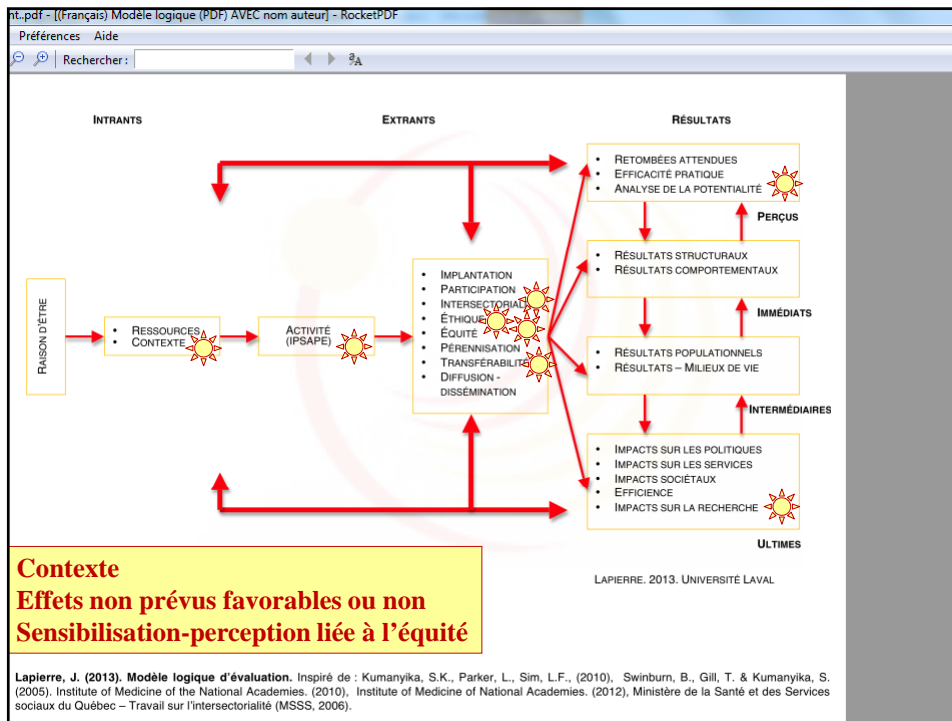 nt..pdf - [(Français) Modèle logique (PDF) AVEC nom auteur] - RocketPDF
Préférences Aide
Rechercher :
INTRANTS
EXTRANTS
RÉSULTATS
• RETOMBÉES ATTENDUES
• EFFICACITÉ PRATIQUE
• ANALYSE DE LA POTENTIALITÉ
PERÇUS
• RÉSULTATS STRUCTURAUX
• RÉSULTATS COMPORTEMENTAUX
IMMÉDIATS
RAISON D'ÊTRE
• RESSOURCES
• CONTEXTE
ACTIVITÉ
(IPSAPE)
• IMPLANTATION
• PARTICIPATION
• INTERSECTORIALI
• ÉTHIQUE
• ÉQUITÉ
• PÉRENNISATION
• TRANSFÉRABILITÉ
• DIFFUSION -
DISSÉMINATION
• RÉSULTATS POPULATIONNELS
• RÉSULTATS – MILIEUX DE VIE
INTERMÉDIAIRES
• IMPACTS SUR LES POLITIQUES
• IMPACTS SUR LES SERVICES
• IMPACTS SOCIÉTAUX
• EFFICIENCE
• IMPACTS SUR LA RECHERCHE
ULTIMES
LAPIERRE. 2013. UNIVERSITÉ LAVAL
Contexte
Effets non prévus favorables ou non
Sensibilisation-perception liée à l'équité
Lapierre, J. (2013). Modèle logique d'évaluation. Inspiré de : Kumanyika, S.K., Parker, L., Sim, L.F., (2010), Swinburn, B., Gill, T. & Kumanyika, S.
(2005). Institute of Medicine of the National Academies. (2010), Institute of Medicine of National Academies. (2012), Ministère de la Santé et des Services
sociaux du Québec – Travail sur l'intersectorialité (MSSS, 2006).